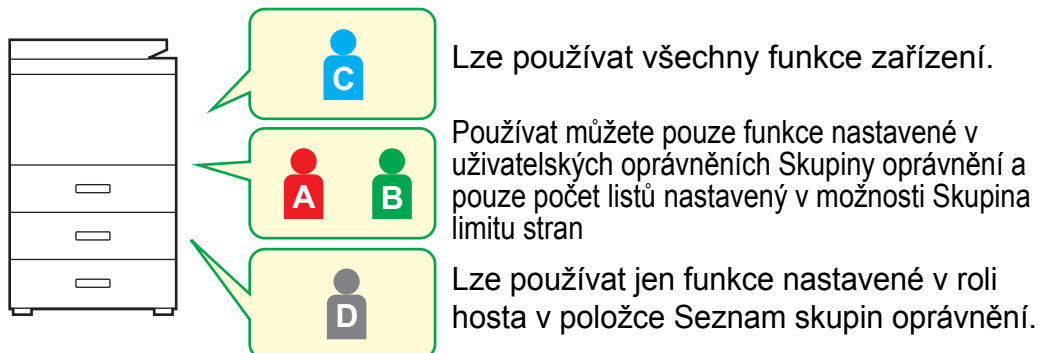 C
Lze používat všechny funkce zařízení.
A
B
Používat můžete pouze funkce nastavené v
uživatelských oprávněních Skupiny oprávnění a
pouze počet listů nastavený v možnosti Skupina
limitu stran
D
Lze používat jen funkce nastavené v roli
hosta v položce Seznam skupin oprávnění.